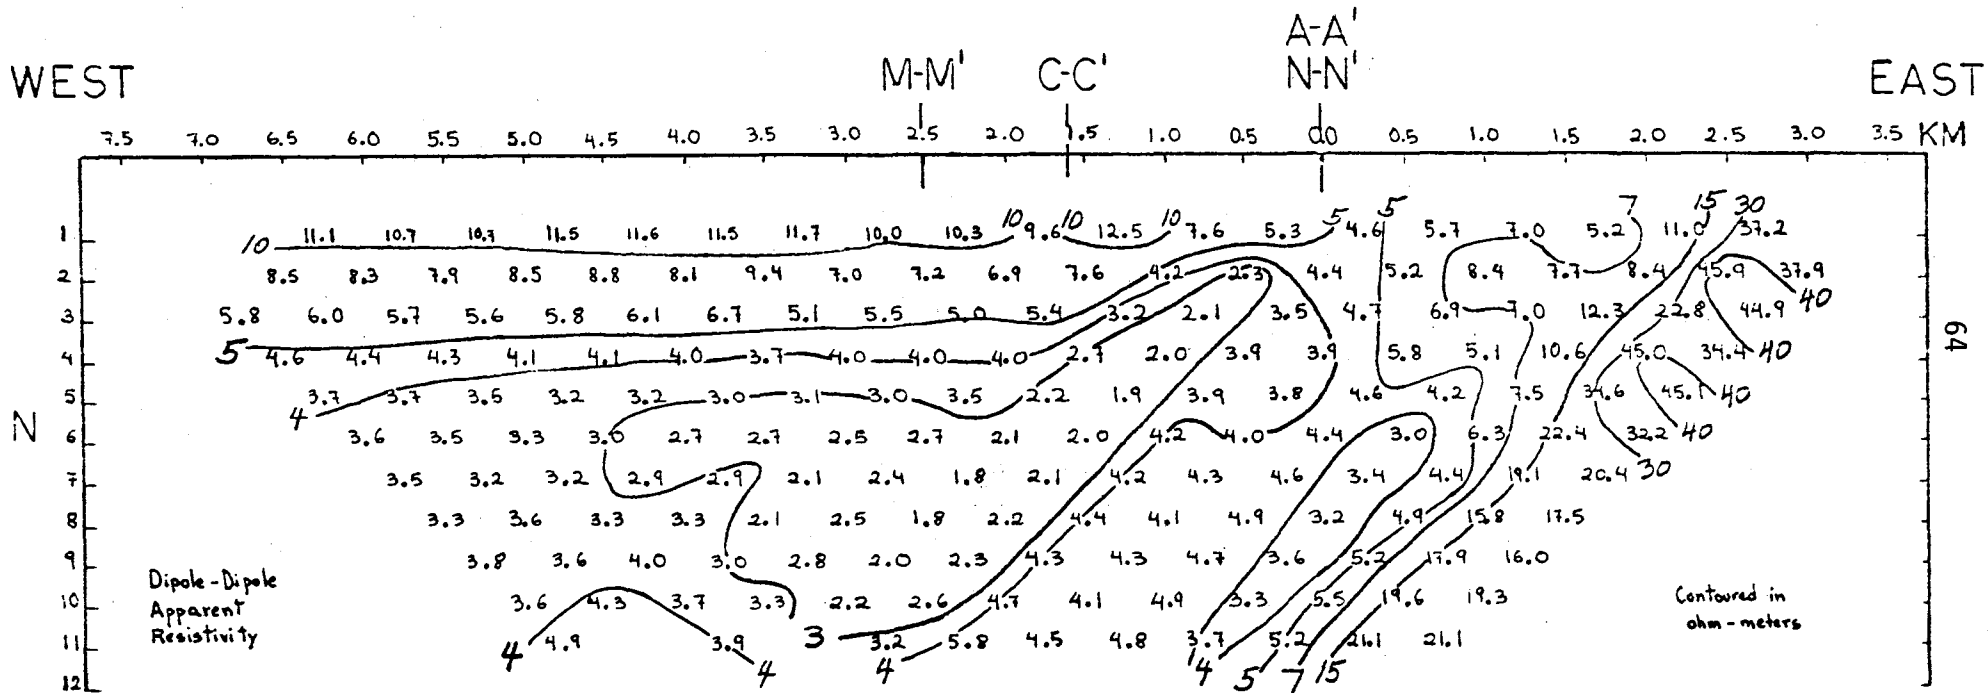 A-A'
WEST M-M' C-C' N-N' EAST
7.5 7.0 6.5 6.0 5.5 5.0 4.5 4.0 3.5 3.0 2.5 2.0 1.5 1.0 0.5 0.0 0.5 1.0 1.5 2.0 2.5 3.0 3.5 KM
10 10 10 5 5 7 15 30
1 11.1 10.7 10.7 11.5 11.6 11.5 11.7 10.0 10.3 9.6 12.5 7.6 5.3 4.6 5.7 7.0 5.2 11.0 37.2
10
2 8.5 8.3 7.9 8.5 8.8 8.1 9.4 7.0 7.2 6.9 7.6 4.2 2.3 4.4 5.2 8.4 7.7 8.4 45.9 37.9
40
3 5.8 6.0 5.7 5.6 5.8 6.1 6.7 5.1 5.5 5.0 5.4 3.2 2.1 3.5 4.7 6.9 7.0 12.3 22.8 44.9
64
5
4 4.6 4.4 4.3 4.1 4.1 4.0 3.7 4.0 4.0 4.0 2.7 2.0 3.9 3.9 5.8 5.1 10.6 45.0 34.4 40
5 3.7 3.7 3.5 3.2 3.2 3.0 3.1 3.0 3.5 2.2 1.9 3.9 3.8 4.6 4.2 7.5 34.6 45.1 40
4
N
6 3.6 3.5 3.3 3.0 2.7 2.7 2.5 2.7 2.1 2.0 4.2 4.0 4.4 3.0 6.3 22.4 32.2 40
30
7 3.5 3.2 3.2 2.9 2.9 2.1 2.4 1.8 2.1 4.2 4.3 4.6 3.4 4.4 19.1 20.4
8 3.3 3.6 3.3 3.3 2.1 2.5 1.8 2.2 4.4 4.1 4.9 3.2 4.9 15.8 17.5
9 3.8 3.6 4.0 3.0 2.8 2.0 2.3 4.3 4.3 4.7 3.6 5.2 17.9 16.0
Dipole-Dipole
10 Apparent 3.6 4.3 3.7 3.3 2.2 2.6 4.7 4.1 4.9 3.3 5.5 19.6 19.3 Contoured in
11 Resistivity 4.9 3.9 3 3.2 5.8 4.5 4.8 3.7 5.2 21.1 21.1 ohm-meters
4 4 4 4 5 7 15
12